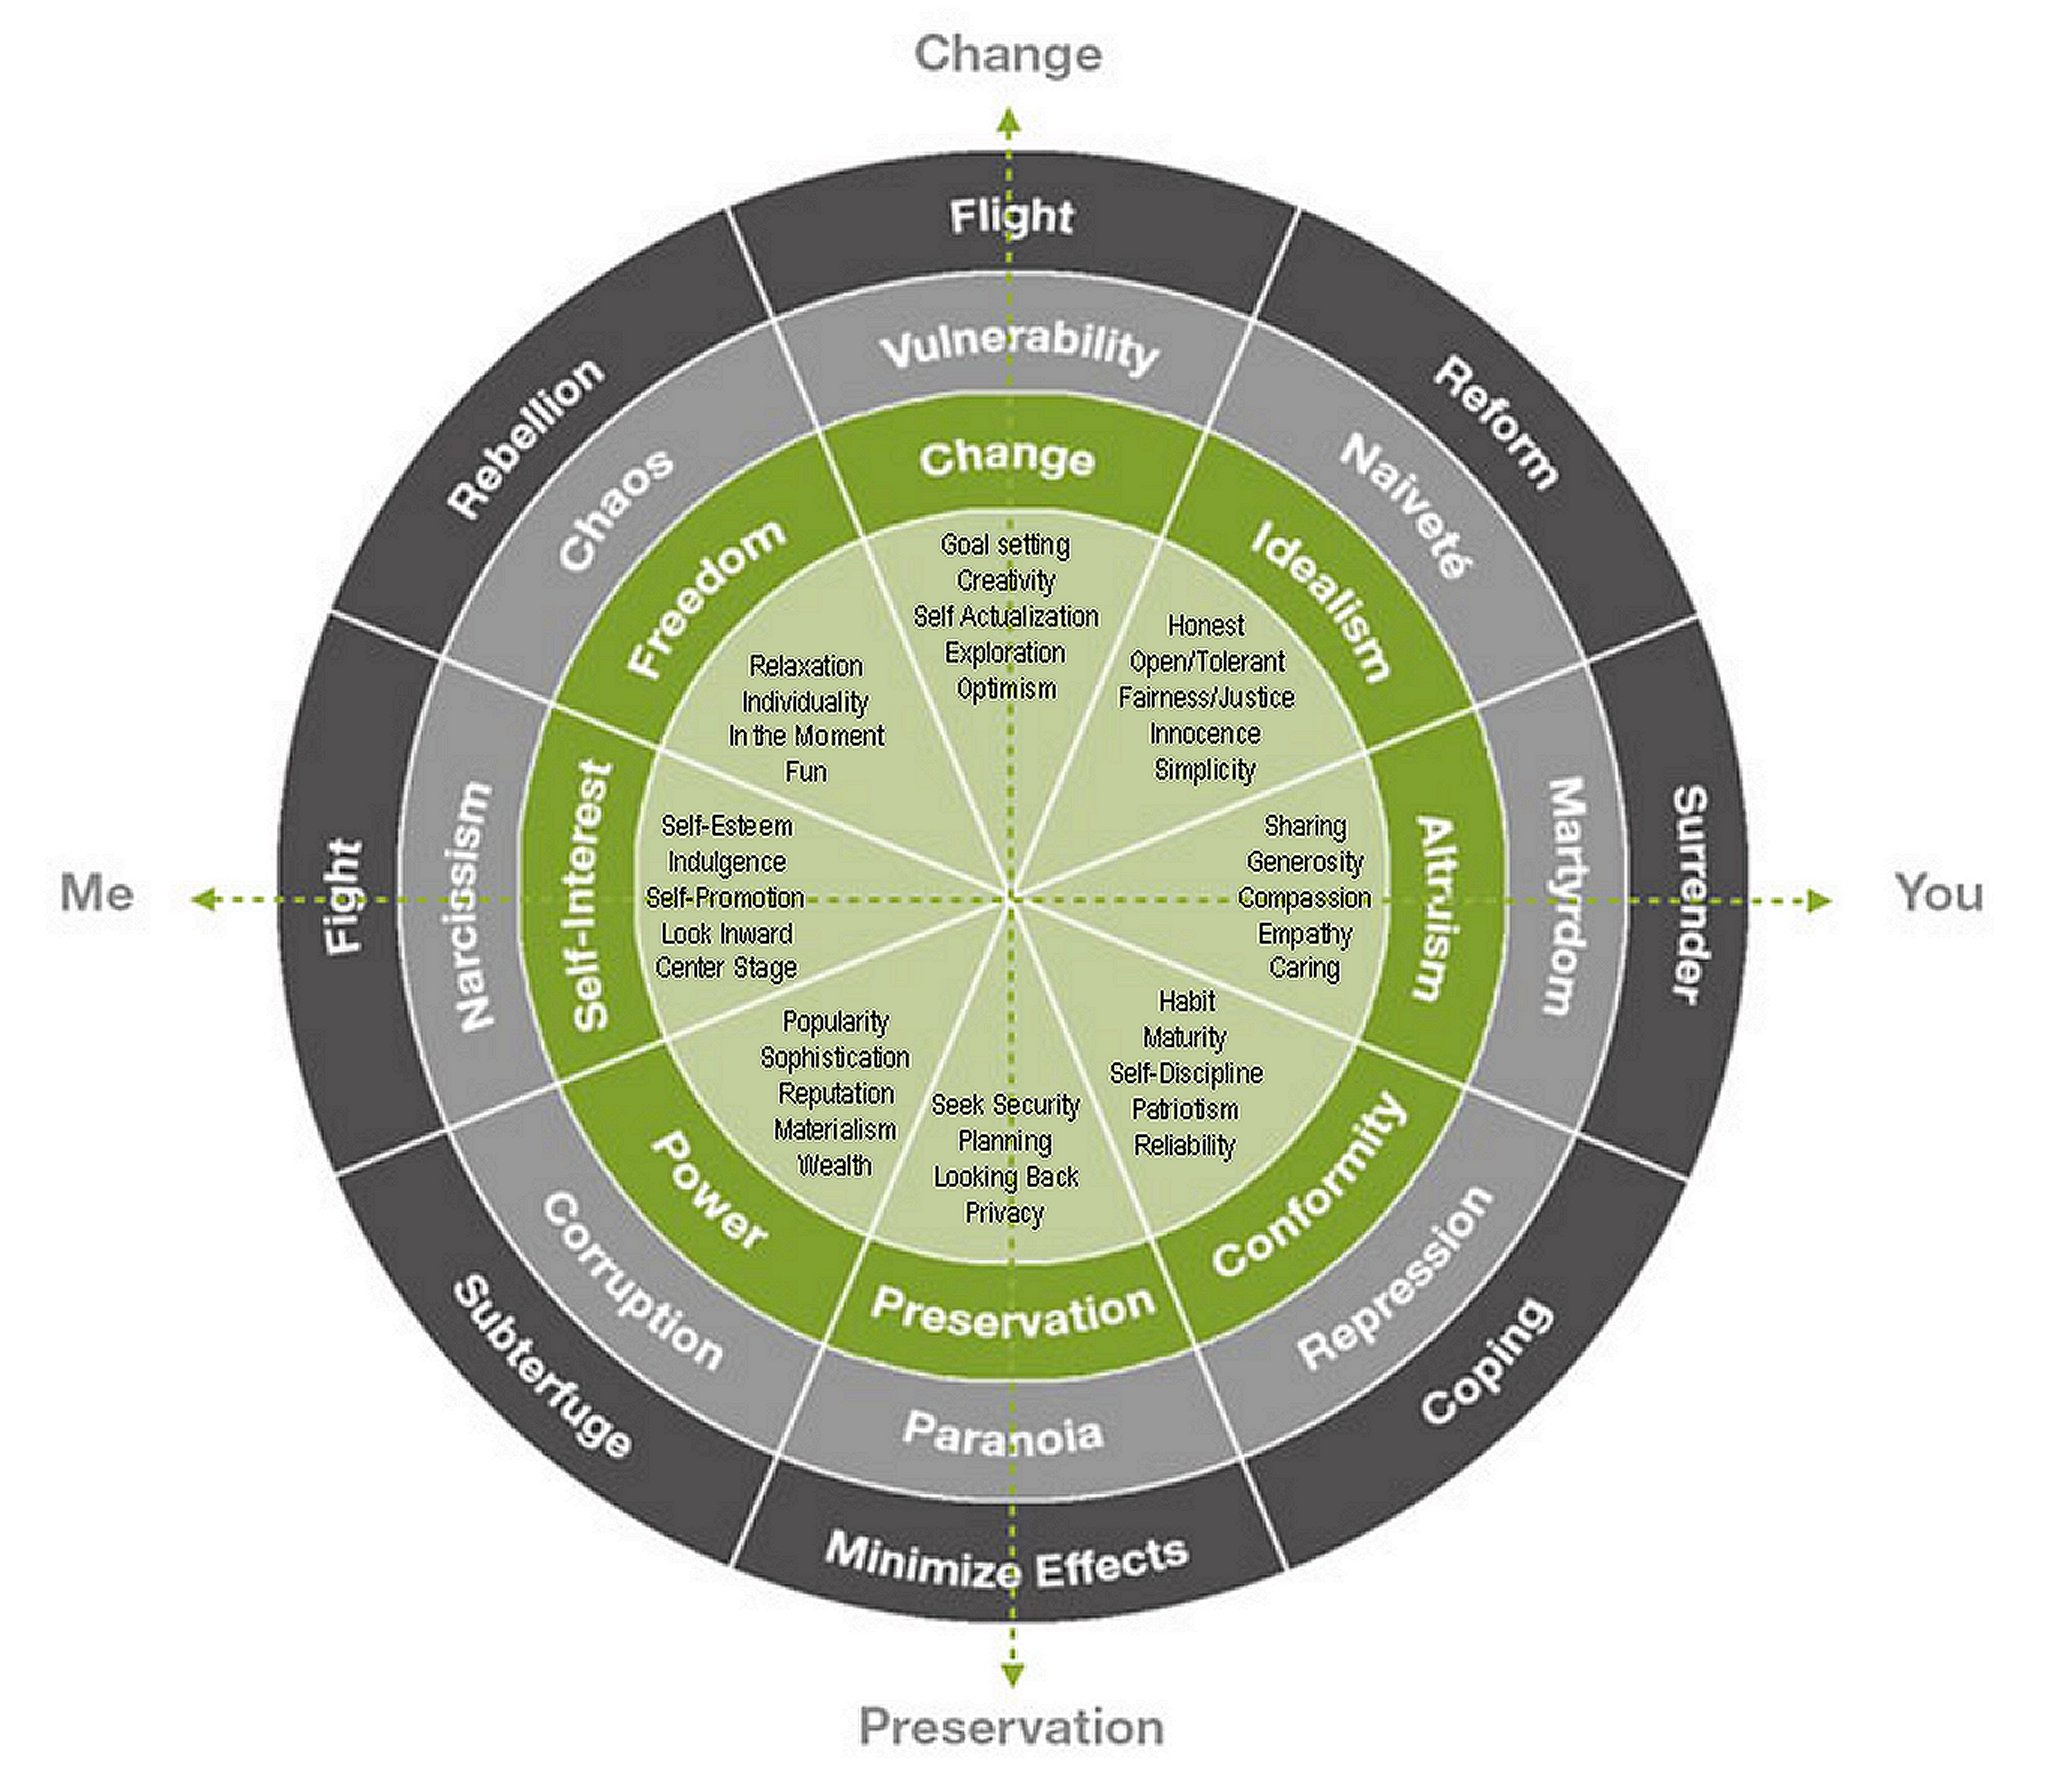 Change
Flight
Vulnerability
Change
Rebellion
Chaos
Freedom
Reform
Naiveté
Idealism
Goal setting
Creativity
Self Actualization
Exploration
Optimism
Honest
Open/Tolerant
Fairness/Justice
Innocence
Simplicity
Relaxation
Individuality
In the Moment
Fun
Me
Fight
Narcissism
Self-Interest
Self-Esteem
Indulgence
Self-Promotion
Look Inward
Center Stage
Sharing
Generosity
Compassion
Empathy
Caring
Altruism
Martyrdom
Surrender
You
Popularity
Sophistication
Reputation
Materialism
Wealth
Seek Security
Planning
Looking Back
Privacy
Habit
Maturity
Self-Discipline
Patriotism
Reliability
Power
Corruption
Subterfuge
Conformity
Repression
Coping
Preservation
Paranoia
Minimize Effects
Preservation